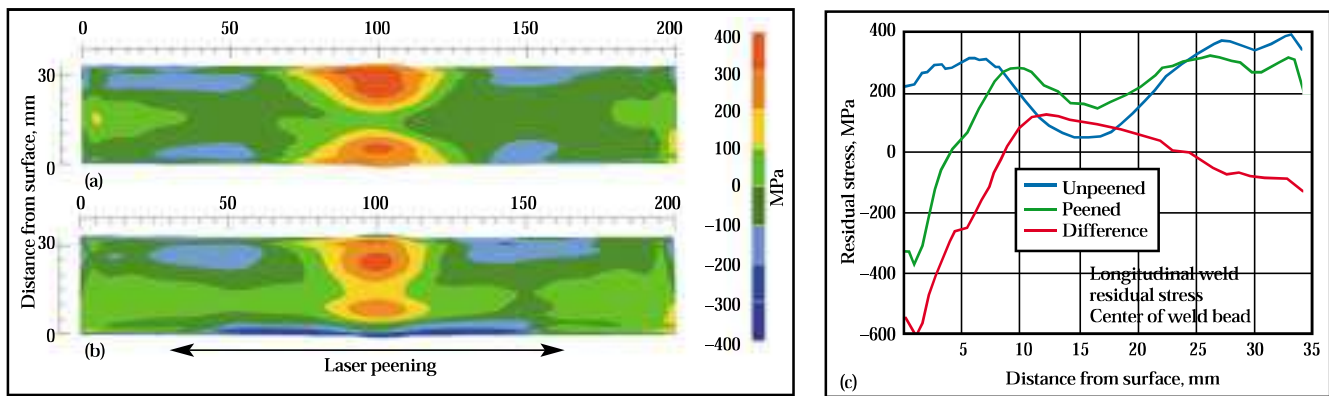 (a)
0 50 100 150 200
Distance from surface, mm
30
0
(a)
0 50 100 150 200
30
0
(b)
Laser peening
400
300
200
100
0
–100
–200
–300
–400
MPa
(c)
400
200
0
–200
–400
–600
Residual stress, MPa
Unpeened
Peened
Difference
Longitudinal weld
residual stress
Center of weld bead
5 10 15 20 25 30 35
Distance from surface, mm
(c)